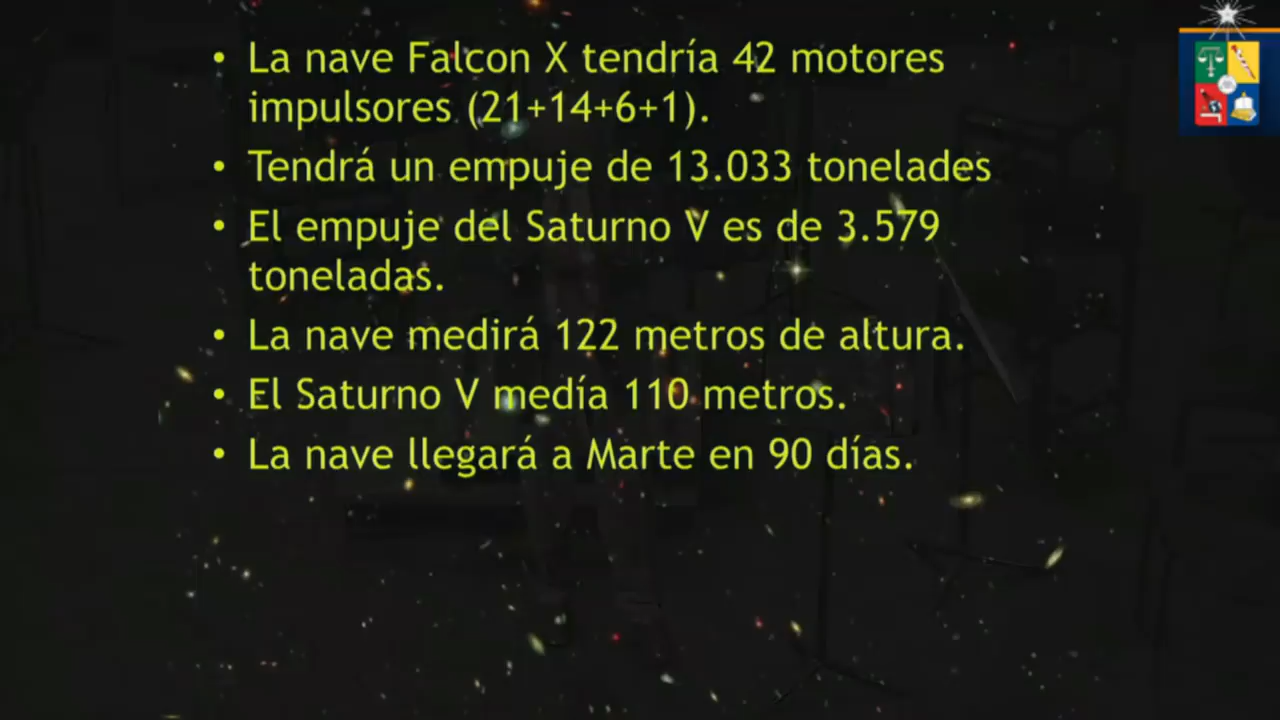 • La nave Falcon X tendría 42 motores
impulsores (21+14+6+1).
• Tendrá un empuje de 13.033 tonelades
• El empuje del Saturno V es de 3.579
toneladas.
• La nave medirá 122 metros de altura.
• El Saturno V medía 110 metros.
• La nave llegará a Marte en 90 días.